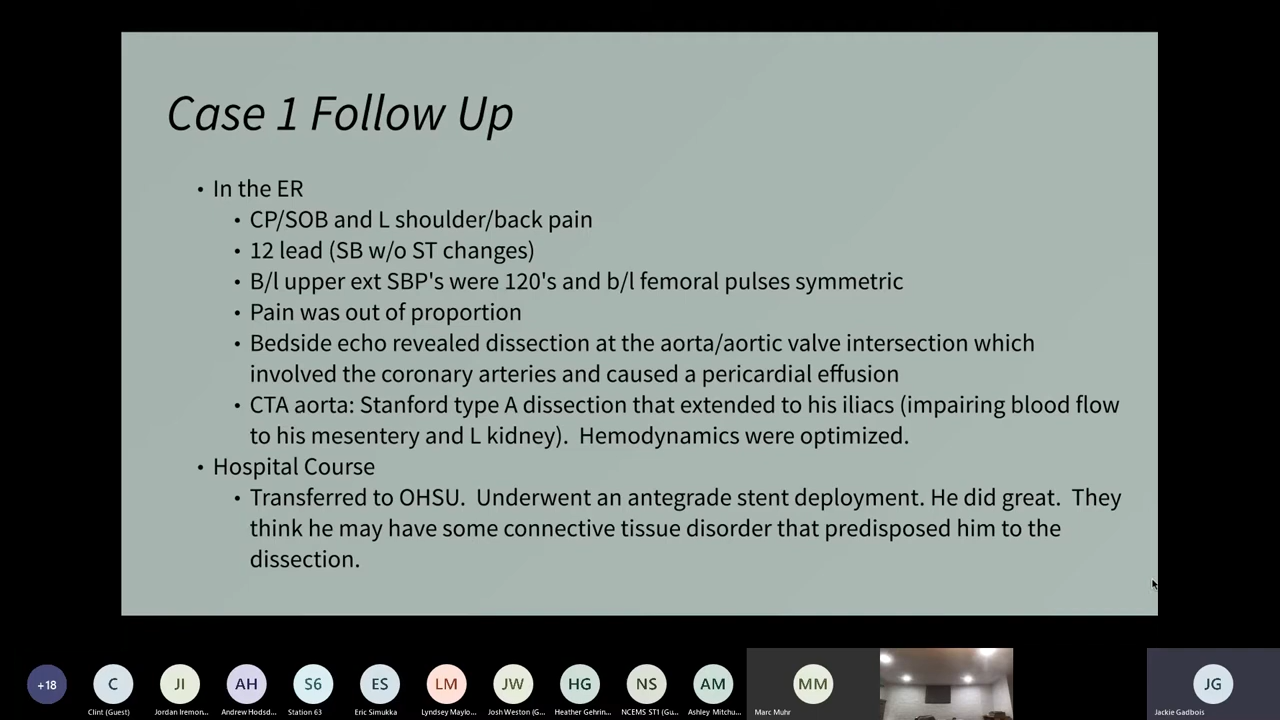 Case 1 Follow Up
• In the ER
• CP/SOB and L shoulder/back pain
• 12 lead (SB w/o ST changes)
• B/l upper ext SBP's were 120's and b/l femoral pulses symmetric
• Pain was out of proportion
• Bedside echo revealed dissection at the aorta/aortic valve intersection which
involved the coronary arteries and caused a pericardial effusion
• CTA aorta: Stanford type A dissection that extended to his iliacs (impairing blood flow
to his mesentery and L kidney).  Hemodynamics were optimized.
• Hospital Course
• Transferred to OHSU.  Underwent an antegrade stent deployment. He did great.  They
think he may have some connective tissue disorder that predisposed him to the
dissection.
+18 C JI AH S6 ES LM JW HG NS AM MM JG
Clint (Guest) Jordan Iremon... Andrew Hodsd... Station 63 Eric Simukka Lyndsey Maylo... Josh Weston (G... Heather Gehrin... NCEMS ST1 (Gu... Ashley Mitchu... Marc Muhr Jackie Gadbois